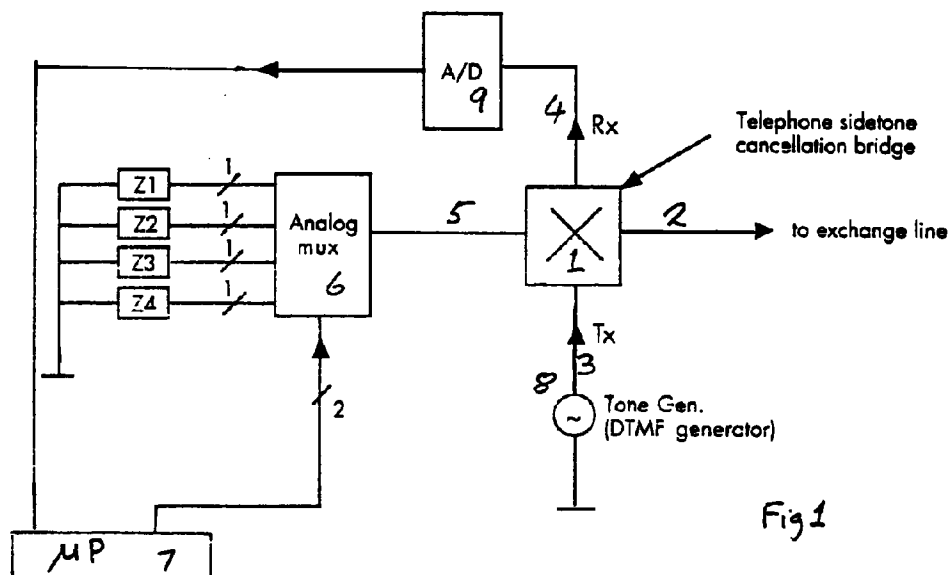 A/D
9
4 Rx
Telephone sidetone
cancellation bridge
Z1 1
Z2 1
Z3 1
Z4 1
Analog
mux
6
5
1
2
to exchange line
Tx
3
8
2
~
Tone Gen.
(DTMF generator)
Fig 1
μP 7